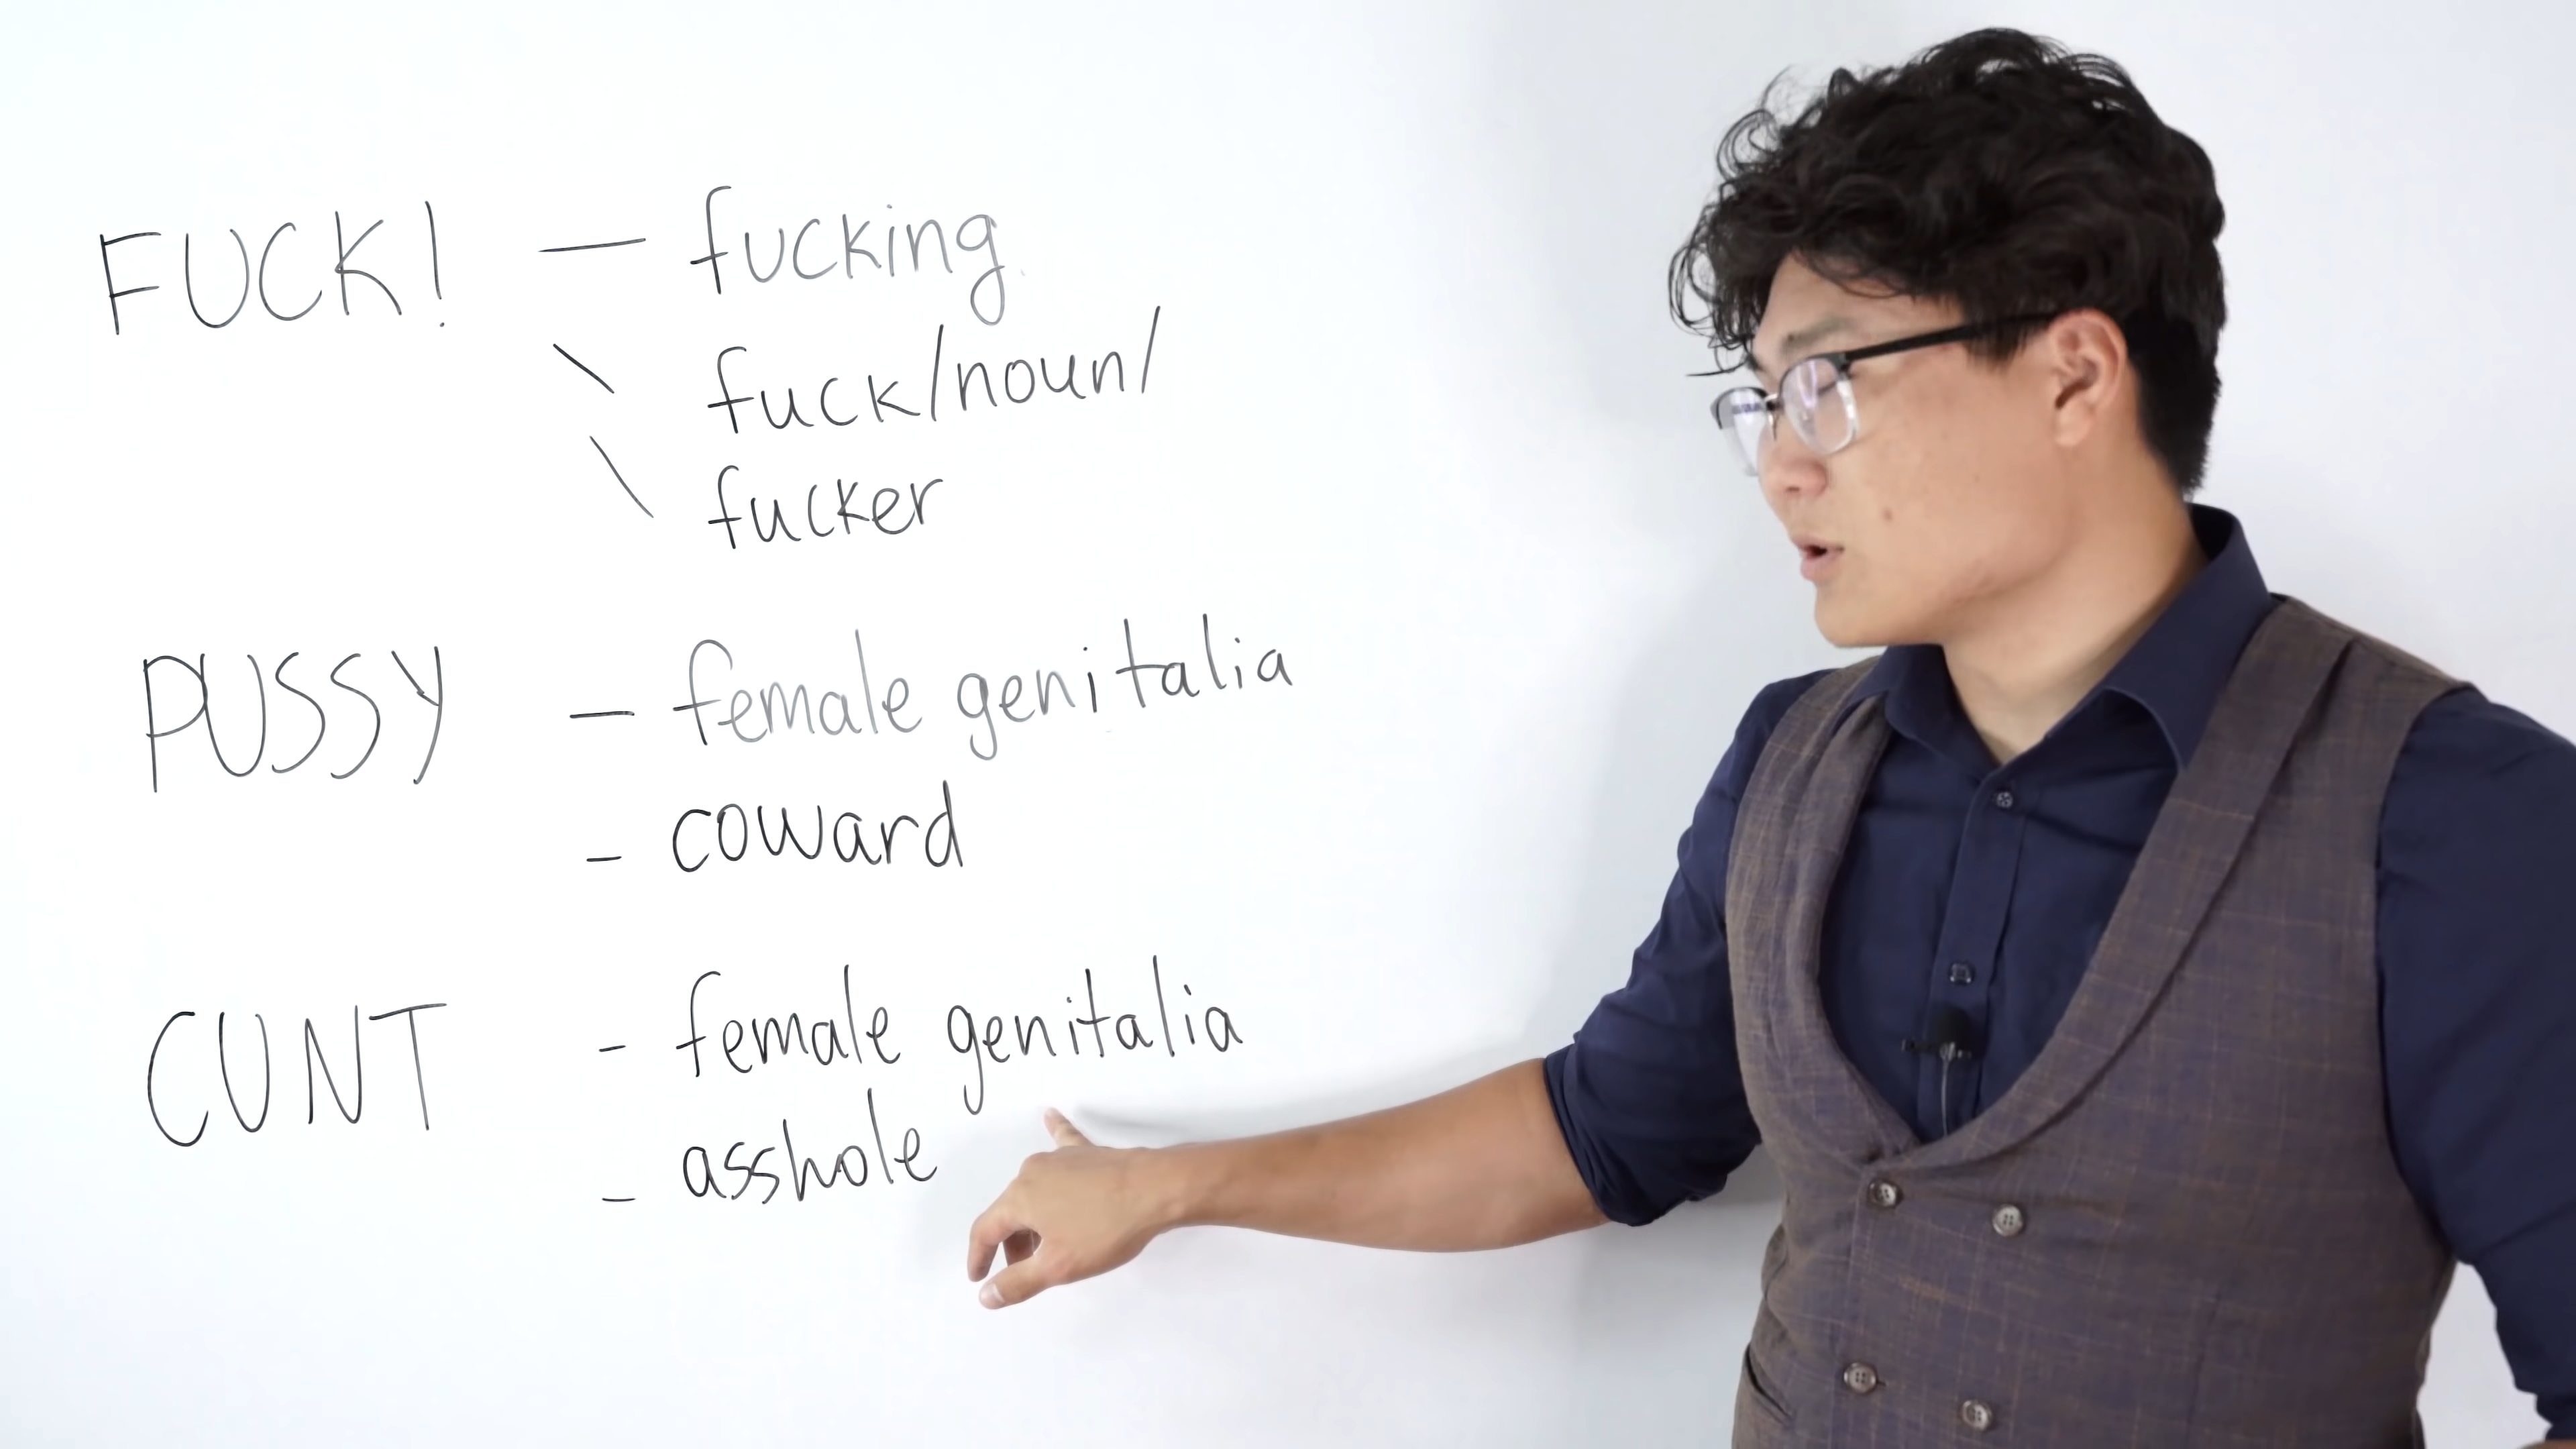 FUCK! — fucking
fuck/noun/
fucker
PUSSY — female genitalia
- coward
CUNT - female genitalia
- asshole